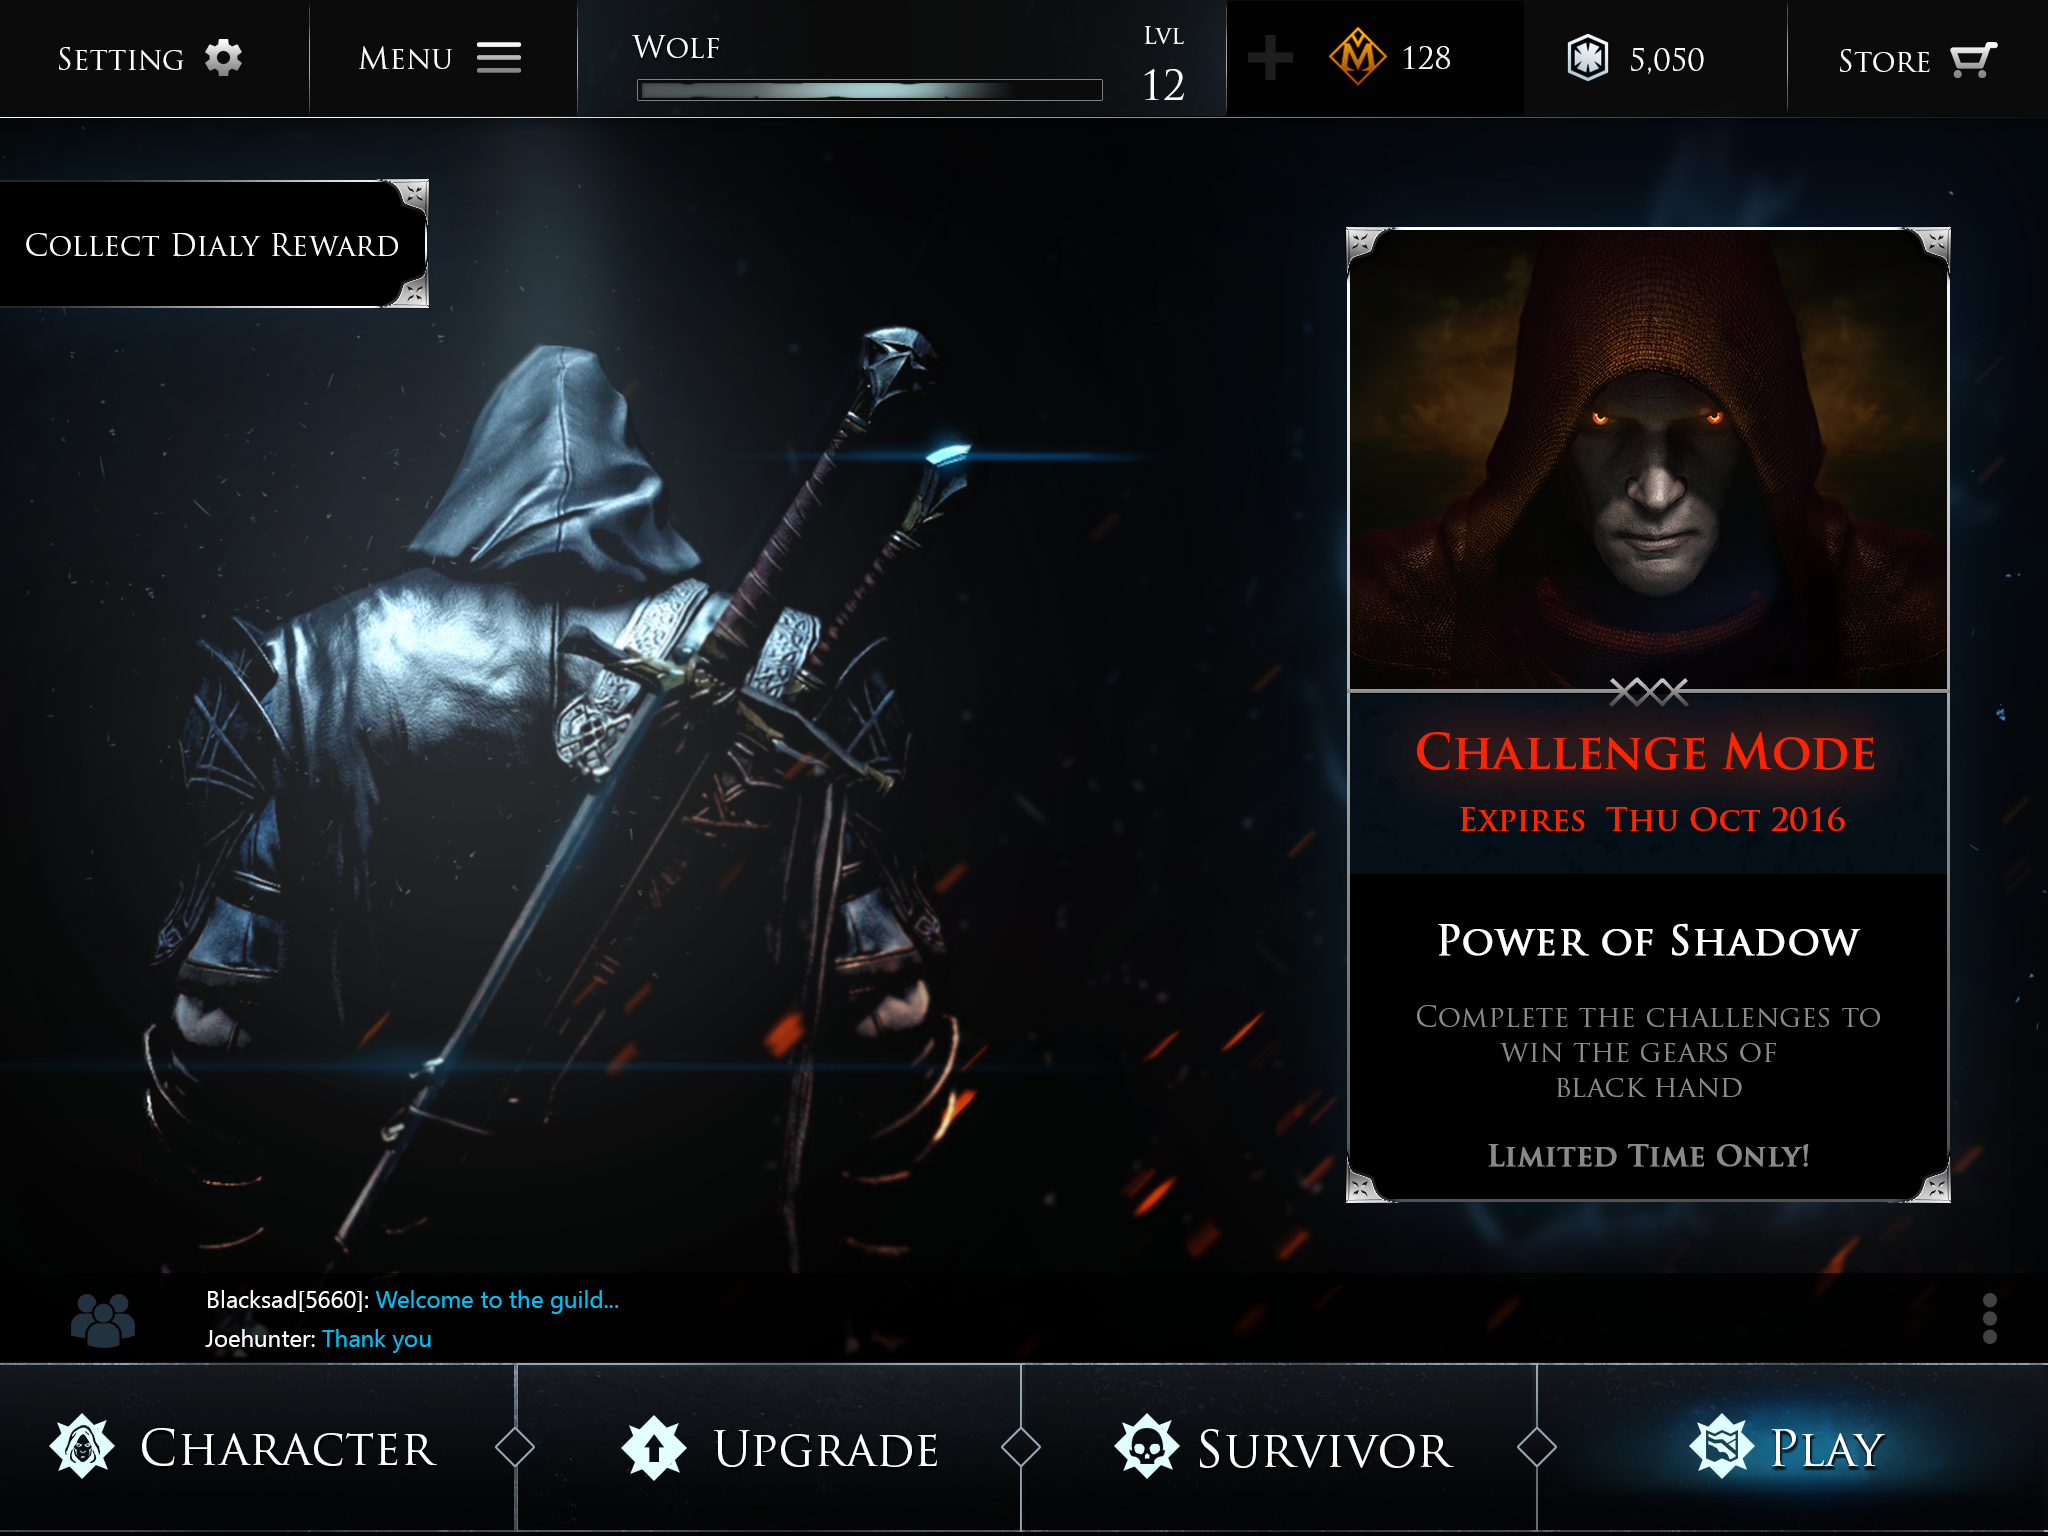 Setting
Menu
Wolf
Lvl
12
128
5,050
Store
Collect Dialy Reward
Challenge Mode
Expires Thu Oct 2016
Power of Shadow
Complete the challenges to
win the gears of
black hand
Limited Time Only!
Blacksad[5660]: Welcome to the guild...
Joehunter: Thank you
Character
Upgrade
Survivor
Play